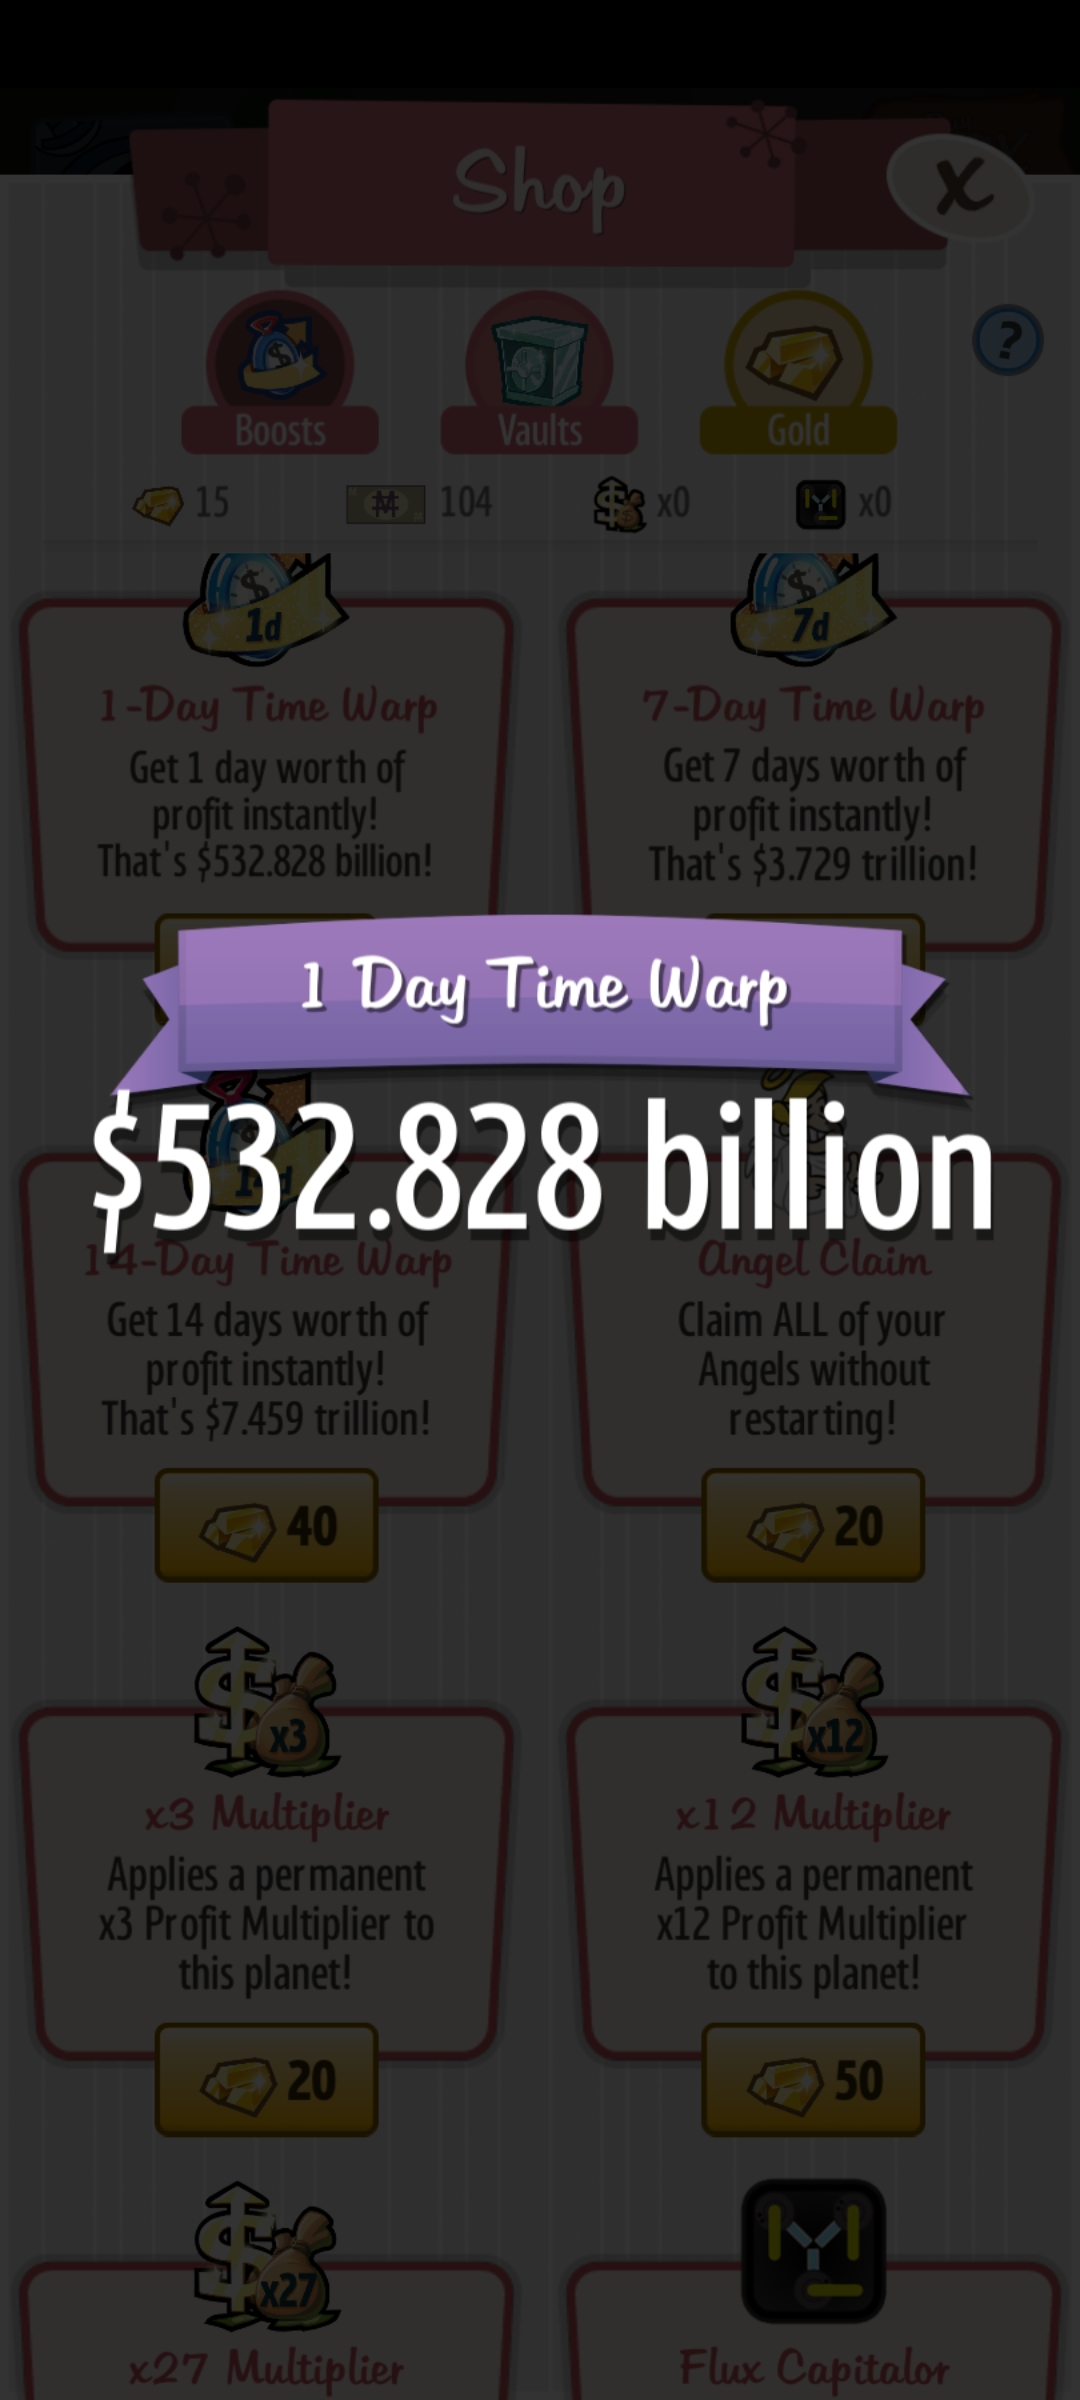 Shop
X
?
Boosts
Vaults
Gold
15
104
x0
x0
1d
7d
1-Day Time Warp
Get 1 day worth of
profit instantly!
That's $532.828 billion!
7-Day Time Warp
Get 7 days worth of
profit instantly!
That's $3.729 trillion!
1 Day Time Warp
$532.828 billion
14-Day Time Warp
Get 14 days worth of
profit instantly!
That's $7.459 trillion!
40
Angel Claim
Claim ALL of your
Angels without
restarting!
20
x3
x3 Multiplier
Applies a permanent
x3 Profit Multiplier to
this planet!
20
x12
x12 Multiplier
Applies a permanent
x12 Profit Multiplier
to this planet!
50
x27
x27 Multiplier
Flux Capitalor